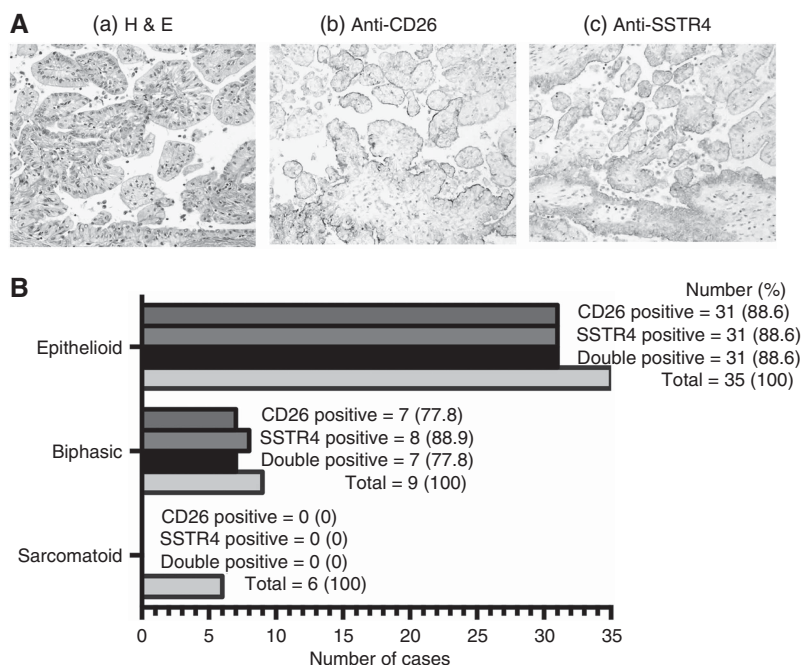 A
(a) H & E
(b) Anti-CD26
(c) Anti-SSTR4
B
Number (%)
Epithelioid
CD26 positive = 31 (88.6)
SSTR4 positive = 31 (88.6)
Double positive = 31 (88.6)
Total = 35 (100)
Biphasic
CD26 positive = 7 (77.8)
SSTR4 positive = 8 (88.9)
Double positive = 7 (77.8)
Total = 9 (100)
Sarcomatoid
CD26 positive = 0 (0)
SSTR4 positive = 0 (0)
Double positive = 0 (0)
Total = 6 (100)
0 5 10 15 20 25 30 35
Number of cases